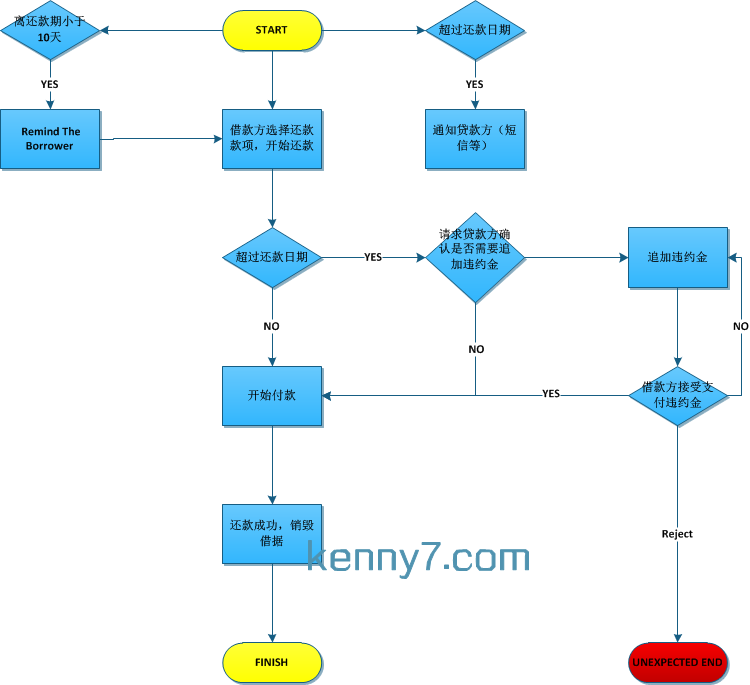 离还款期小于
10天
START
超过还款日期
YES
YES
Remind The
Borrower
借款方选择还款
款项，开始还款
通知贷款方（短
信等）
超过还款日期
YES
请求贷款方确
认是否需要追
加违约金
追加违约金
NO
NO
NO
开始付款
YES
借款方接受支
付违约金
还款成功，销毁
借据
Reject
kenny7.com
FINISH
UNEXPECTED END